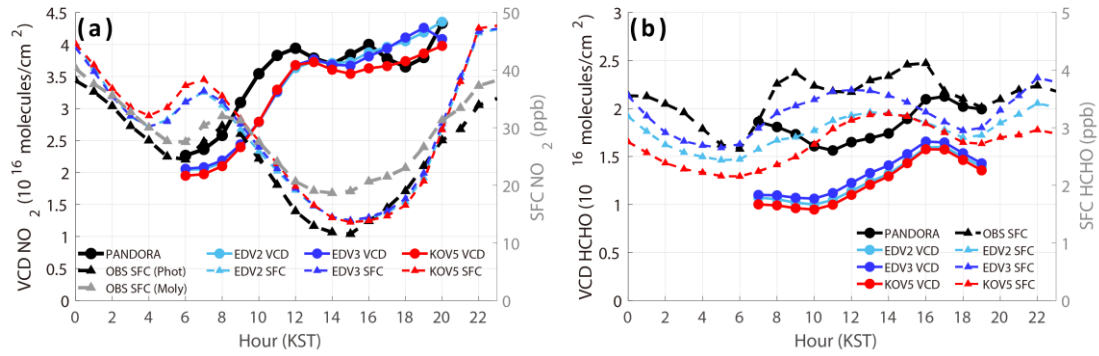 (a)
4.5
4
3.5
3
2.5
2
1.5
1
0.5
0
50
40
30
20
10
0
VCD NO 2 (10 16 molecules/cm 2)
SFC NO 2 (ppb)
PANDORA
OBS SFC (Phot)
OBS SFC (Moly)
EDV2 VCD
EDV2 SFC
EDV3 VCD
EDV3 SFC
KOV5 VCD
KOV5 SFC
0 2 4 6 8 10 12 14 16 18 20 22
Hour (KST)
(b)
3
2.5
2
1.5
1
0.5
0
5
4
3
2
1
0
VCD HCHO (10 16 molecules/cm 2)
SFC HCHO (ppb)
PANDORA
EDV2 VCD
EDV3 VCD
KOV5 VCD
OBS SFC
EDV2 SFC
EDV3 SFC
KOV5 SFC
0 2 4 6 8 10 12 14 16 18 20 22
Hour (KST)